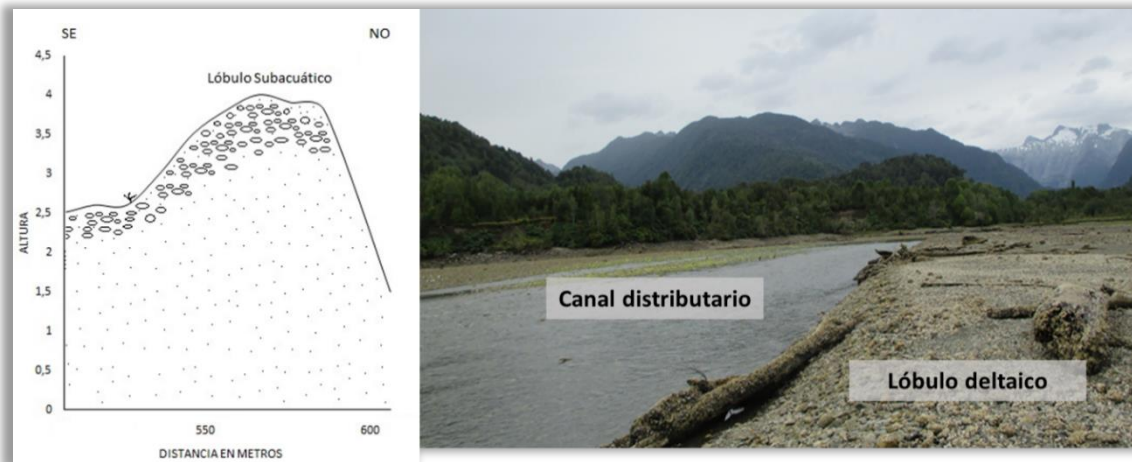 SE
NO
4,5
Lóbulo Subacuático
4
3,5
3
2,5
2
1,5
1
0,5
0
ALTURA
550
600
DISTANCIA EN METROS
Canal distributario
Lóbulo deltaico